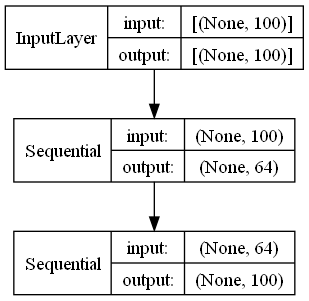 InputLayer
input: [(None, 100)]
output: [(None, 100)]
Sequential
input: (None, 100)
output: (None, 64)
Sequential
input: (None, 64)
output: (None, 100)